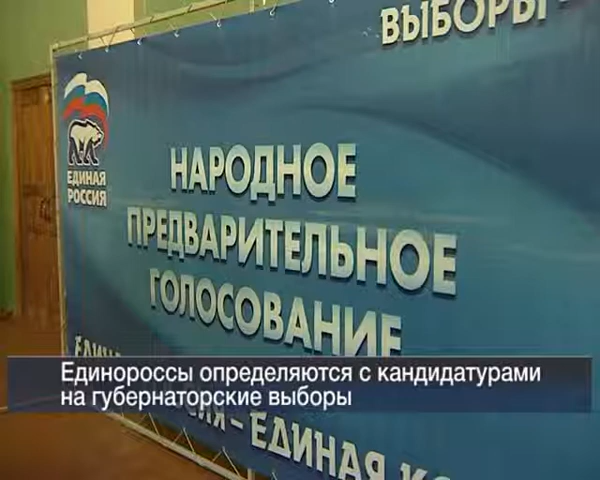 ВЫБОРЫ
ЕДИНАЯ
РОССИЯ
НАРОДНОЕ
ПРЕДВАРИТЕЛЬНОЕ
ГОЛОСОВАНИЕ
Единороссы определяются с кандидатурами
на губернаторские выборы
– ЕДИНАЯ